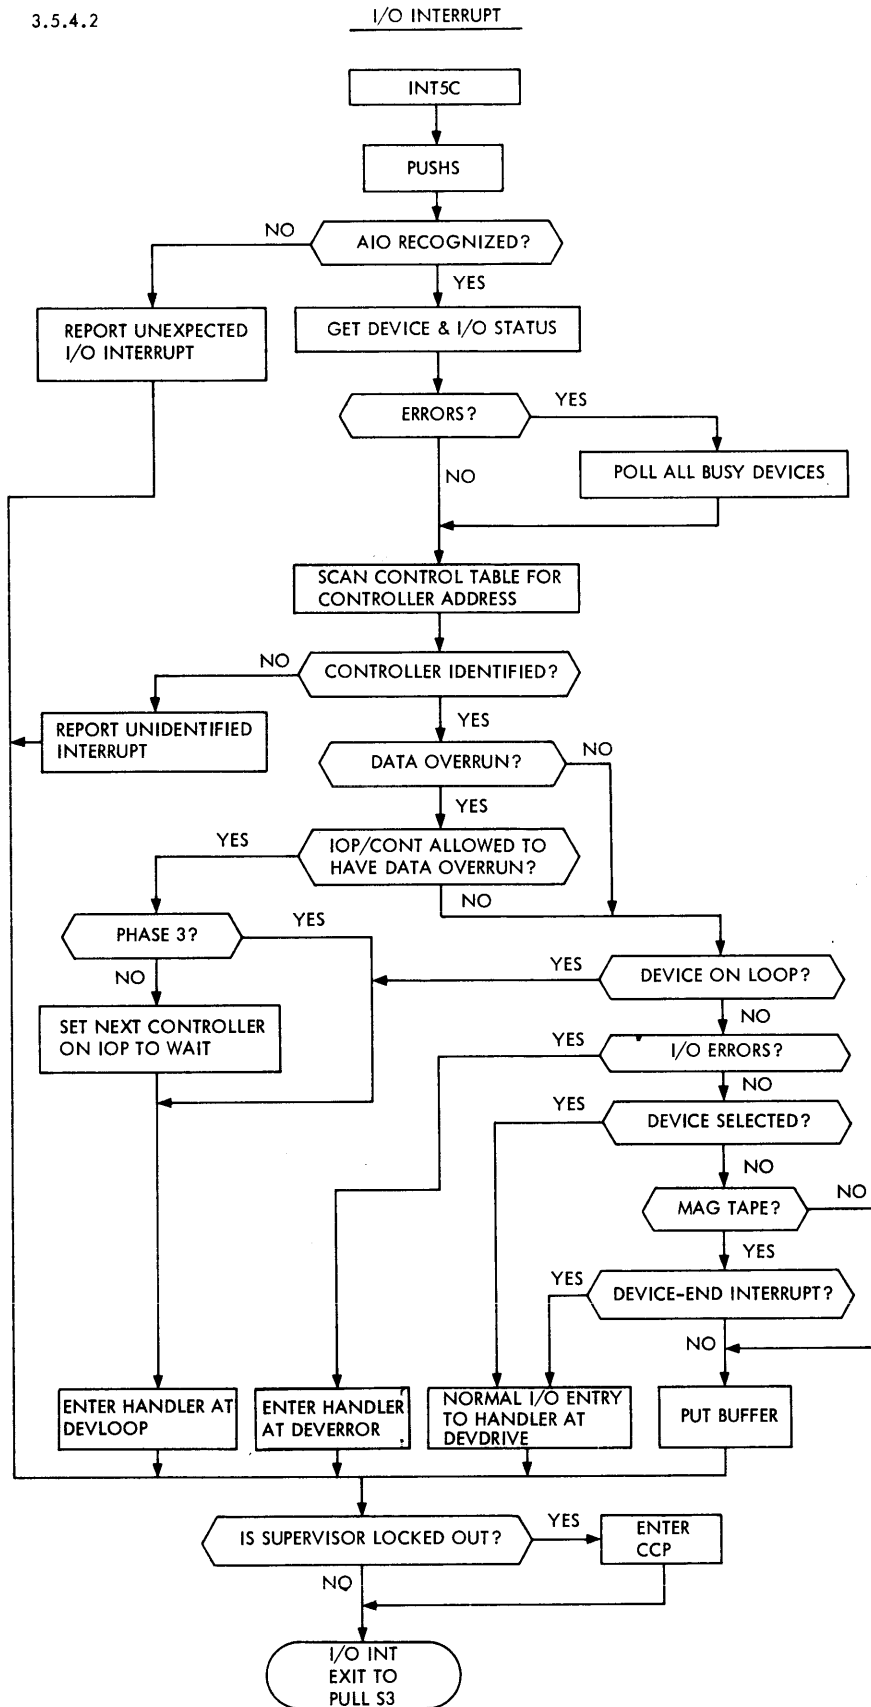 3.5.4.2
I/O INTERRUPT
INT5C
PUSHS
NO
AIO RECOGNIZED?
YES
REPORT UNEXPECTED
I/O INTERRUPT
GET DEVICE & I/O STATUS
ERRORS?
YES
NO
POLL ALL BUSY DEVICES
SCAN CONTROL TABLE FOR
CONTROLLER ADDRESS
NO
CONTROLLER IDENTIFIED?
YES
REPORT UNIDENTIFIED
INTERRUPT
DATA OVERRUN?
NO
YES
YES
IOP/CONT ALLOWED TO
HAVE DATA OVERRUN?
NO
PHASE 3?
YES
NO
YES
DEVICE ON LOOP?
NO
SET NEXT CONTROLLER
ON IOP TO WAIT
YES
I/O ERRORS?
NO
YES
DEVICE SELECTED?
NO
MAG TAPE?
NO
YES
YES
DEVICE-END INTERRUPT?
NO
ENTER HANDLER AT
DEVLOOP
ENTER HANDLER
AT DEVERROR
NORMAL I/O ENTRY
TO HANDLER AT
DEVDRIVE
PUT BUFFER
IS SUPERVISOR LOCKED OUT?
YES
ENTER
CCP
NO
I/O INT
EXIT TO
PULL S3